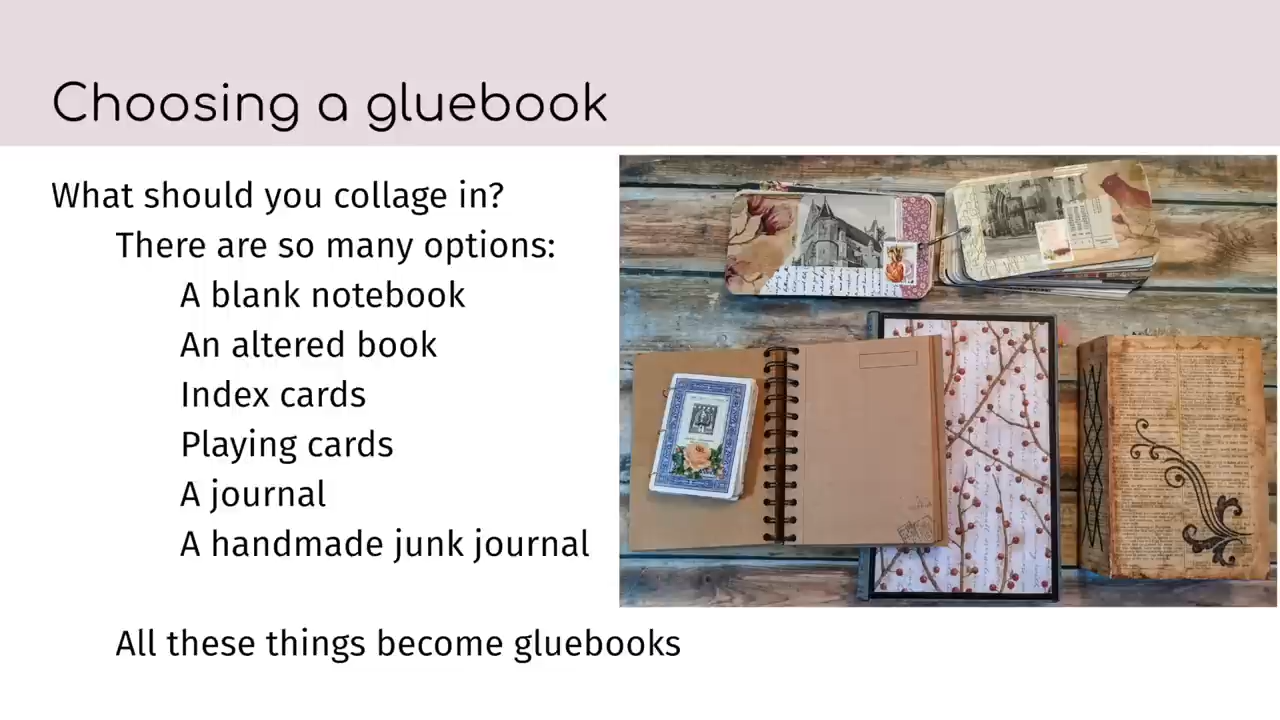 Choosing a gluebook
What should you collage in?
There are so many options:
A blank notebook
An altered book
Index cards
Playing cards
A journal
A handmade junk journal
All these things become gluebooks